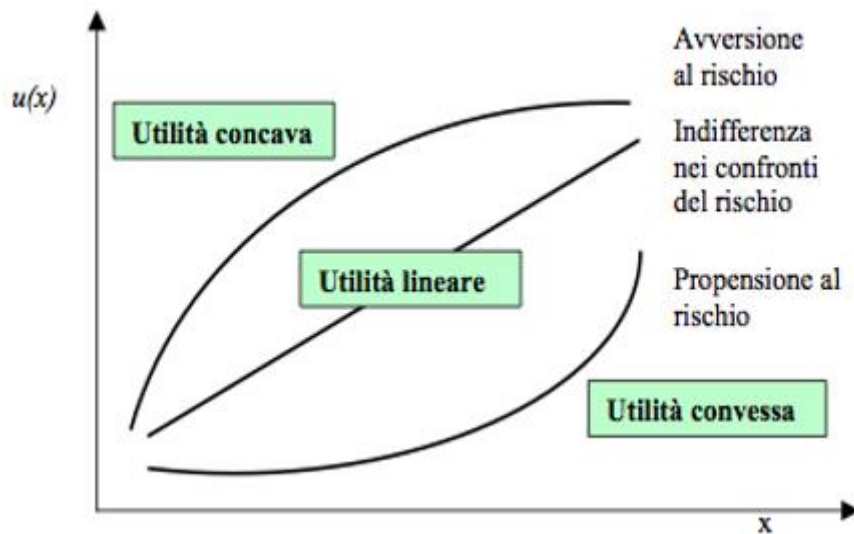 u(x)
Utilità concava
Avversione
al rischio
Indifferenza
nei confronti
del rischio
Utilità lineare
Propensione al
rischio
Utilità convessa
x